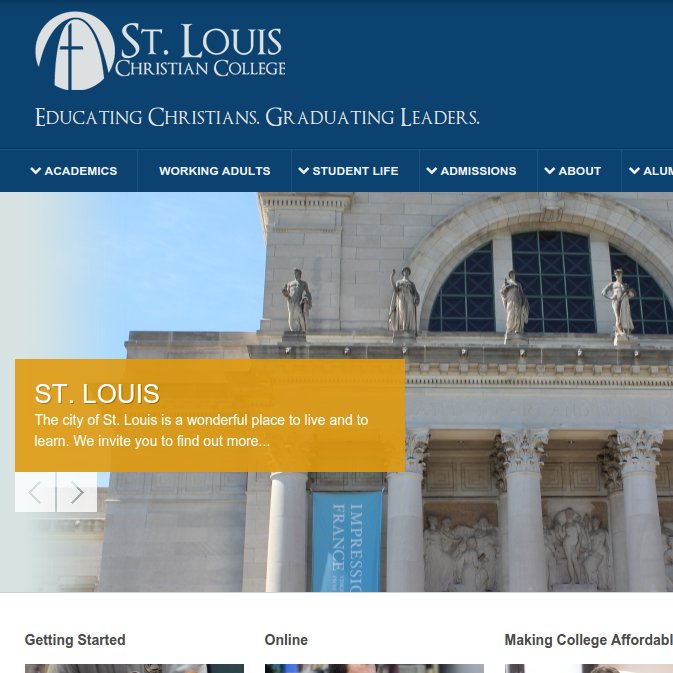 ST. LOUIS
CHRISTIAN COLLEGE
EDUCATING CHRISTIANS. GRADUATING LEADERS.
ACADEMICS WORKING ADULTS STUDENT LIFE ADMISSIONS ABOUT ALUM
ST. LOUIS
The city of St. Louis is a wonderful place to live and to
learn. We invite you to find out more...
IMPRESSIO
FRANCE
Getting Started Online Making College Affordabl